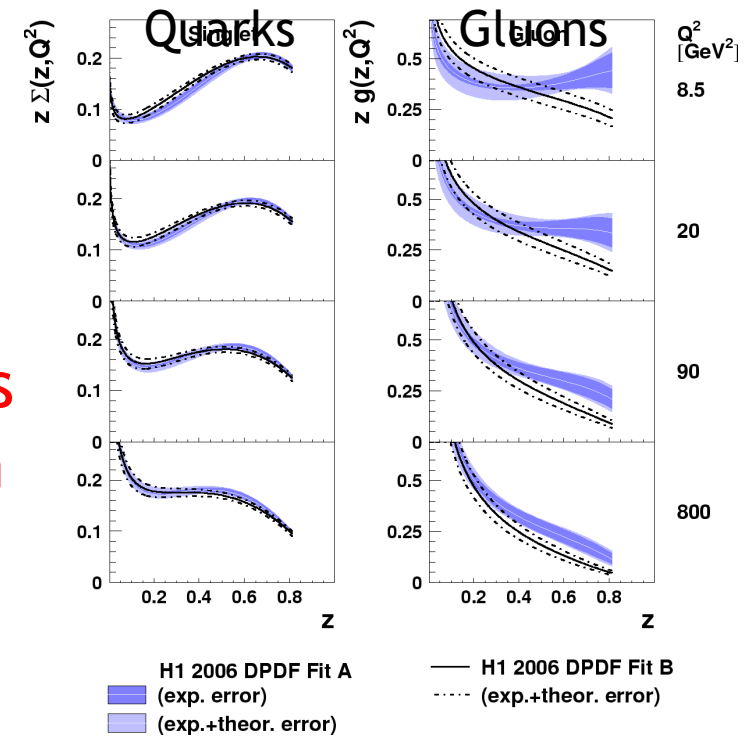 Quarks
Gluons
Singlet
z Σ(z,Q²)
z g(z,Q²)
Q²
[GeV²]
0.2
0.1
0
0.5
0.25
0
8.5
0.2
0.1
0
0.5
0.25
0
20
0.2
0.1
0
0.5
0.25
0
90
0.2
0.1
0
0.5
0.25
0
800
0.2 0.4 0.6 0.8
z
0.2 0.4 0.6 0.8
z
s
H1 2006 DPDF Fit A
(exp. error)
(exp.+theor. error)
H1 2006 DPDF Fit B
(exp.+theor. error)